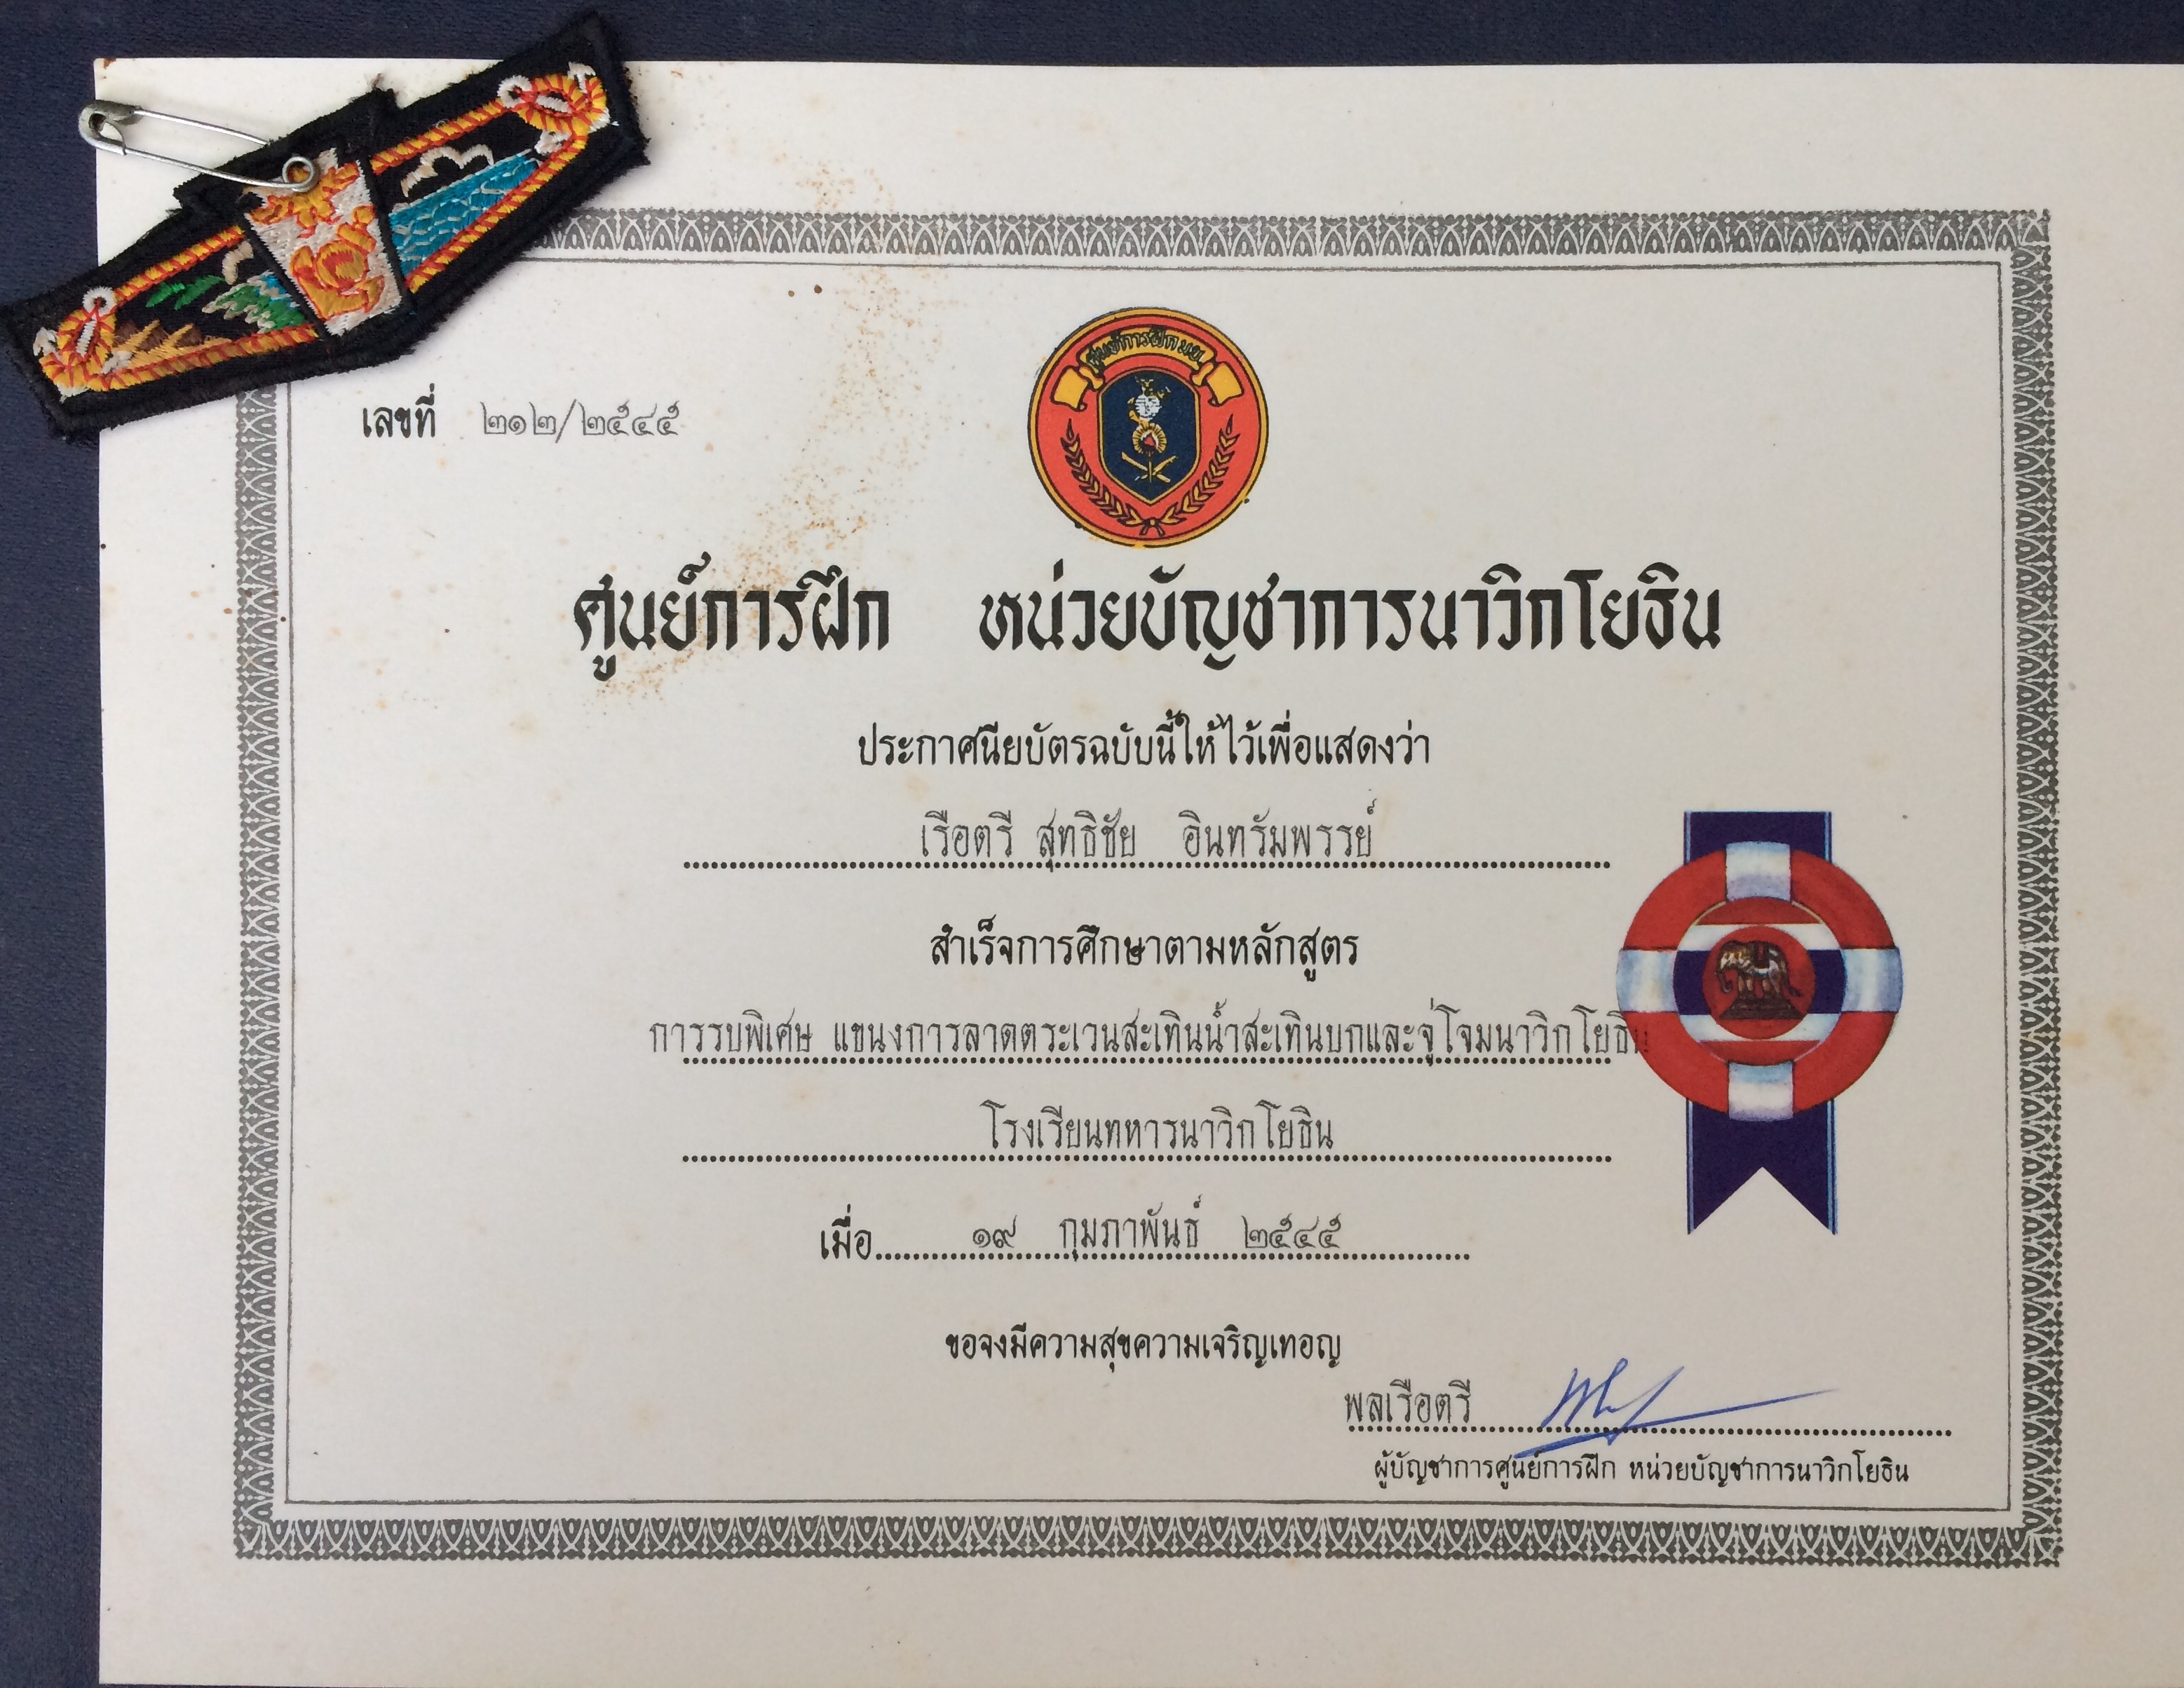 ศูนย์การฝึก นย.
เลขที่ ๒๑๒/๒๕๔๕
ศูนย์การฝึก หน่วยบัญชาการนาวิกโยธิน
ประกาศนียบัตรฉบับนี้ให้ไว้เพื่อแสดงว่า
เรือตรี สุทธิชัย อินทรัมพรรย์
สำเร็จการศึกษาตามหลักสูตร
การรบพิเศษ แขนงการลาดตระเวนสะเทินน้ำสะเทินบกและจู่โจมนาวิกโยธิน
โรงเรียนทหารนาวิกโยธิน
เมื่อ ๑๙ กุมภาพันธ์ ๒๕๔๕
ขอจงมีความสุขความเจริญเทอญ
พลเรือตรี
ผู้บัญชาการศูนย์การฝึก หน่วยบัญชาการนาวิกโยธิน